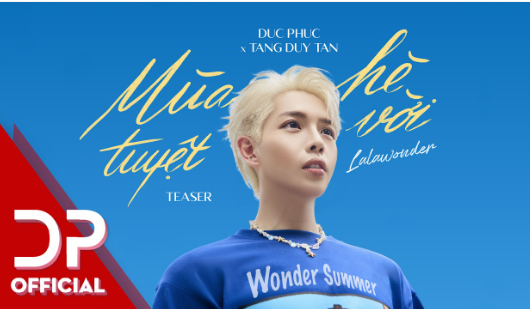 DUC PHUC
x TANG DUY TAN
Mùa hè
tuyệt vời
Lalawonder
TEASER
Wonder Summer
DP
OFFICIAL